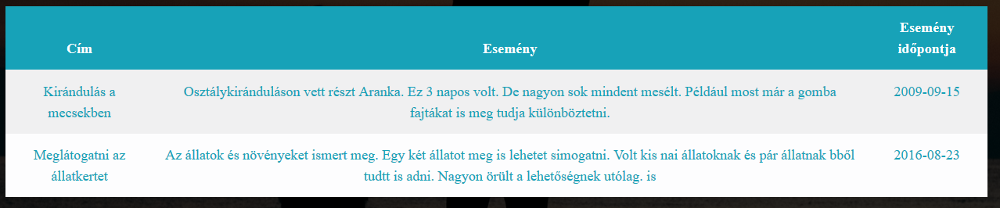 Cím Esemény Esemény időpontja
Kirándulás a mecsekben
Osztálykiránduláson vett részt Aranka. Ez 3 napos volt. De nagyon sok mindent mesélt. Például most már a gomba
fajtákat is meg tudja különböztetni.
2009-09-15
Meglátogatni az állatkertet
Az állatok és növényeket ismert meg. Egy két állatot meg is lehetet simogatni. Volt kis nai állatoknak és pár állatnak bből
tudtt is adni. Nagyon örült a lehetőségnek utólag. is
2016-08-23